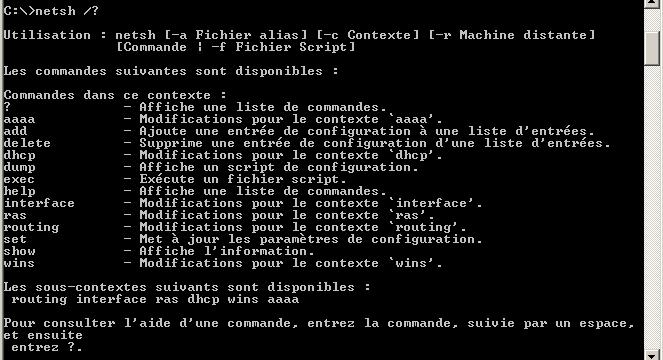 C:\>netsh /?
Utilisation : netsh [-a Fichier alias] [-c Contexte] [-r Machine distante]
[Commande ¦ -f Fichier Script]
Les commandes suivantes sont disponibles :
Commandes dans ce contexte :
? - Affiche une liste de commandes.
aaaa - Modifications pour le contexte `aaaa'.
add - Ajoute une entrée de configuration à une liste d'entrées.
delete - Supprime une entrée de configuration d'une liste d'entrées.
dhcp - Modifications pour le contexte `dhcp'.
dump - Affiche un script de configuration.
exec - Exécute un fichier script.
help - Affiche une liste de commandes.
interface - Modifications pour le contexte `interface'.
ras - Modifications pour le contexte `ras'.
routing - Modifications pour le contexte `routing'.
set - Met à jour les paramètres de configuration.
show - Affiche l'information.
wins - Modifications pour le contexte `wins'.
Les sous-contextes suivants sont disponibles :
routing interface ras dhcp wins aaaa
Pour consulter l'aide d'une commande, entrez la commande, suivie par un espace,
et ensuite
entrez ?.